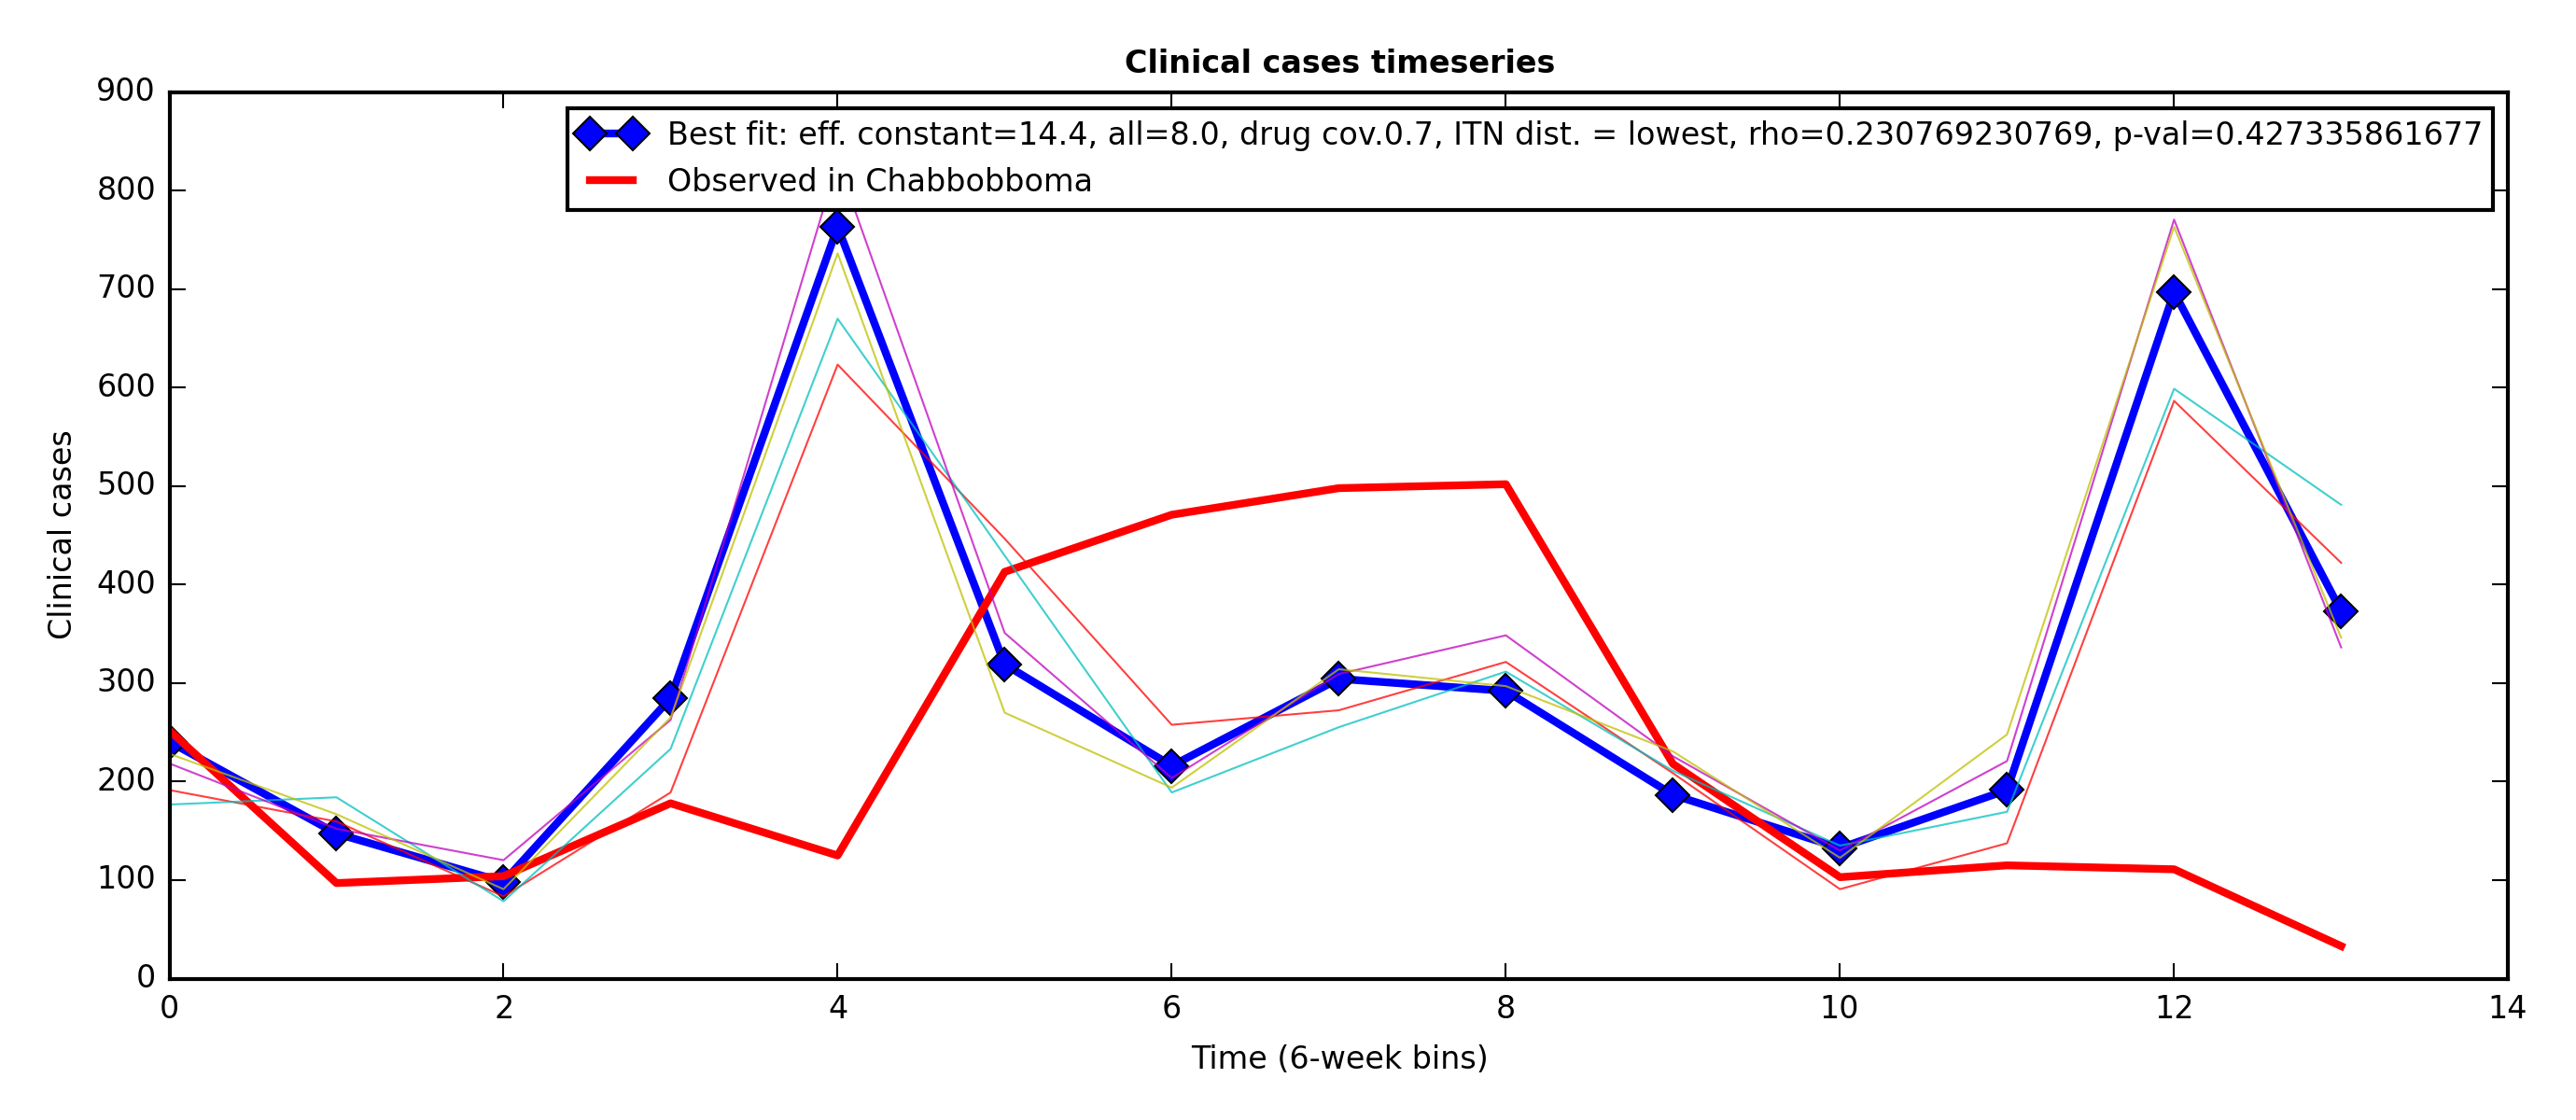 Clinical cases timeseries
900
800
700
600
500
400
300
200
100
0
Clinical cases
Best fit: eff. constant=14.4, all=8.0, drug cov.0.7, ITN dist. = lowest, rho=0.230769230769, p-val=0.427335861677
Observed in Chabbobboma
0 2 4 6 8 10 12 14
Time (6-week bins)